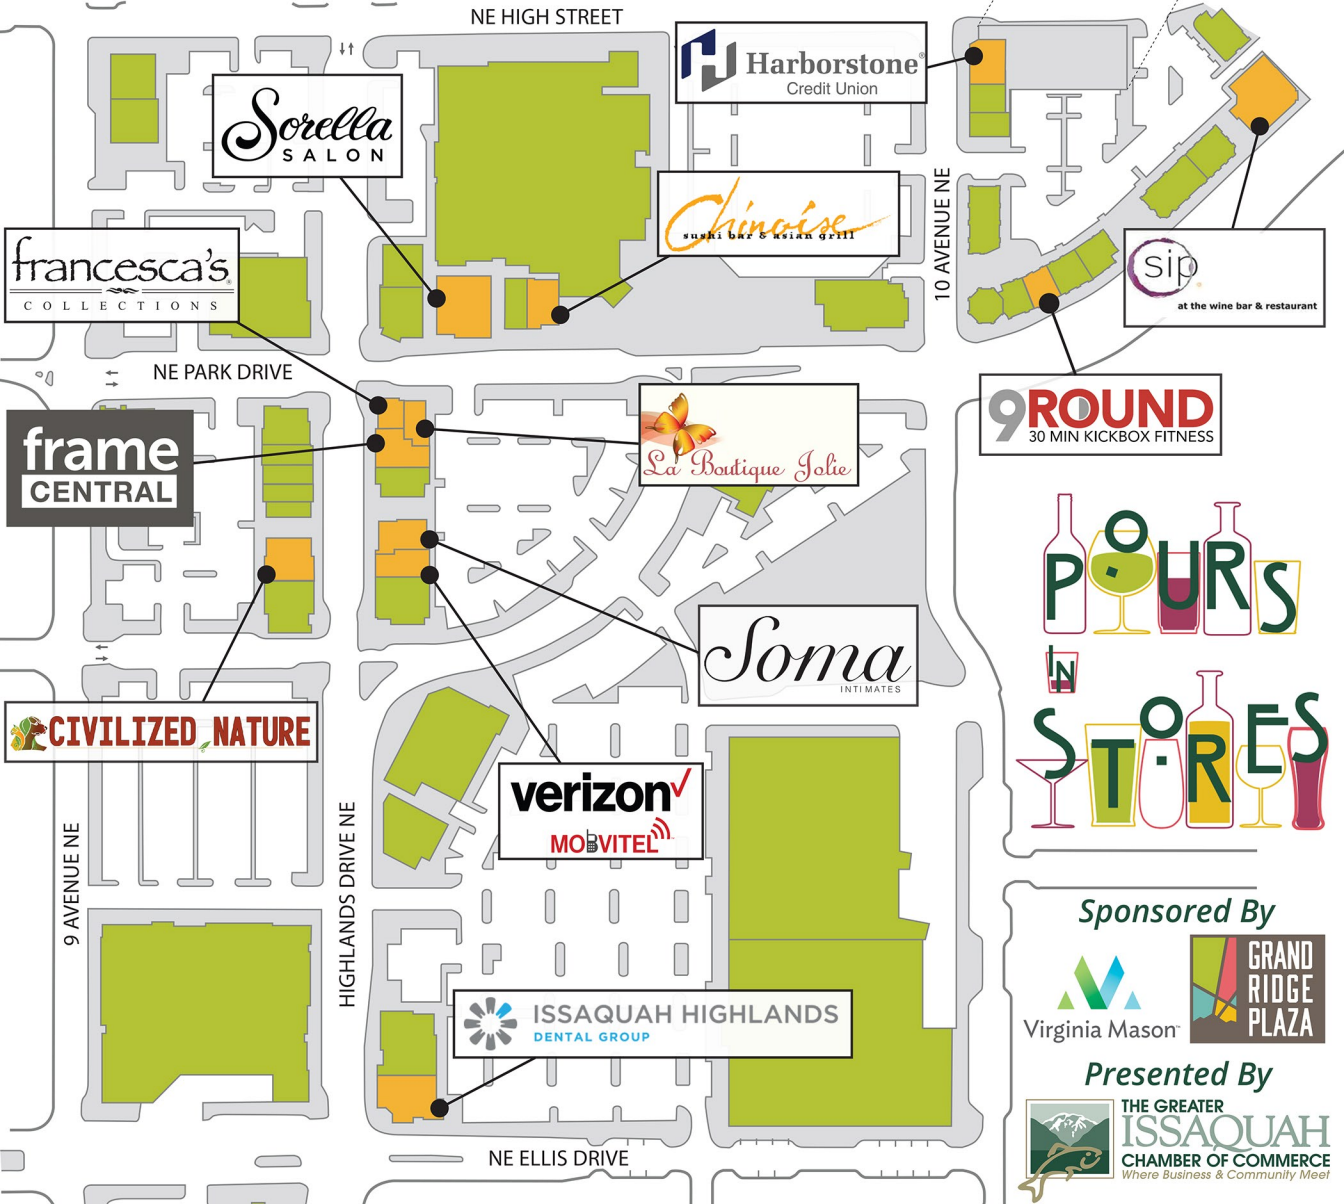 NE HIGH STREET
Harborstone®
Credit Union
Sorella
SALON
Chinoise
sushi bar & asian grill
10 AVENUE NE
francesca's®
COLLECTIONS
sip
at the wine bar & restaurant
NE PARK DRIVE
9ROUND
30 MIN KICKBOX FITNESS
La Boutique Jolie
frame
CENTRAL
POURS
IN
STORES
Soma
INTIMATES
CIVILIZED NATURE
verizon
MOBVITEL
9 AVENUE NE
HIGHLANDS DRIVE NE
Sponsored By
Virginia Mason™
GRAND
RIDGE
PLAZA
ISSAQUAH HIGHLANDS
DENTAL GROUP
Presented By
THE GREATER
ISSAQUAH
CHAMBER OF COMMERCE
Where Business & Community Meet
NE ELLIS DRIVE